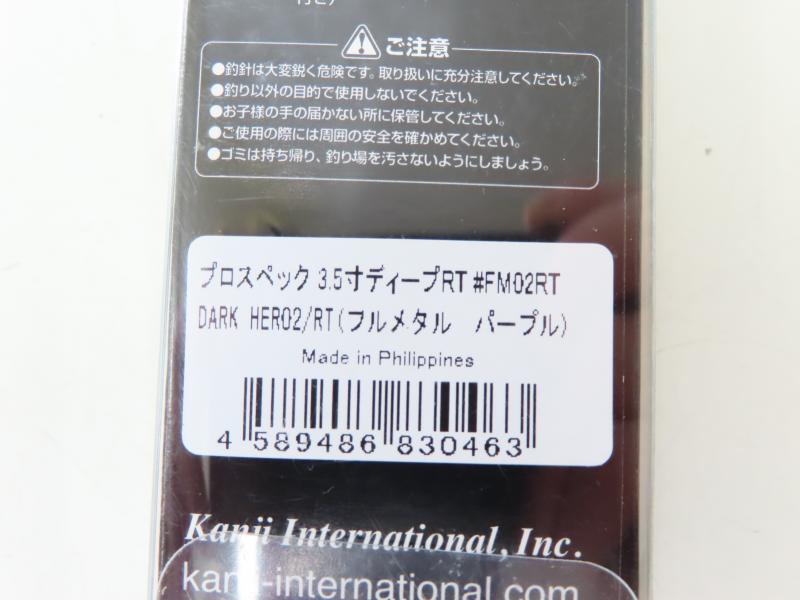 ご注意
●釣針は大変鋭く危険です。取り扱いに充分注意してください。
●釣り以外の目的で使用しないでください。
●お子様の手の届かない所に保管してください。
●ご使用の際には周囲の安全を確かめてください。
●ゴミは持ち帰り、釣り場を汚さないようにしましょう。
プロスペック 3.5寸ディープRT #FM02RT
DARK HERO2/RT(フルメタル　パープル)
Made in Philippines
4 589486 830463
Kanji International, Inc.
kanji-international.com